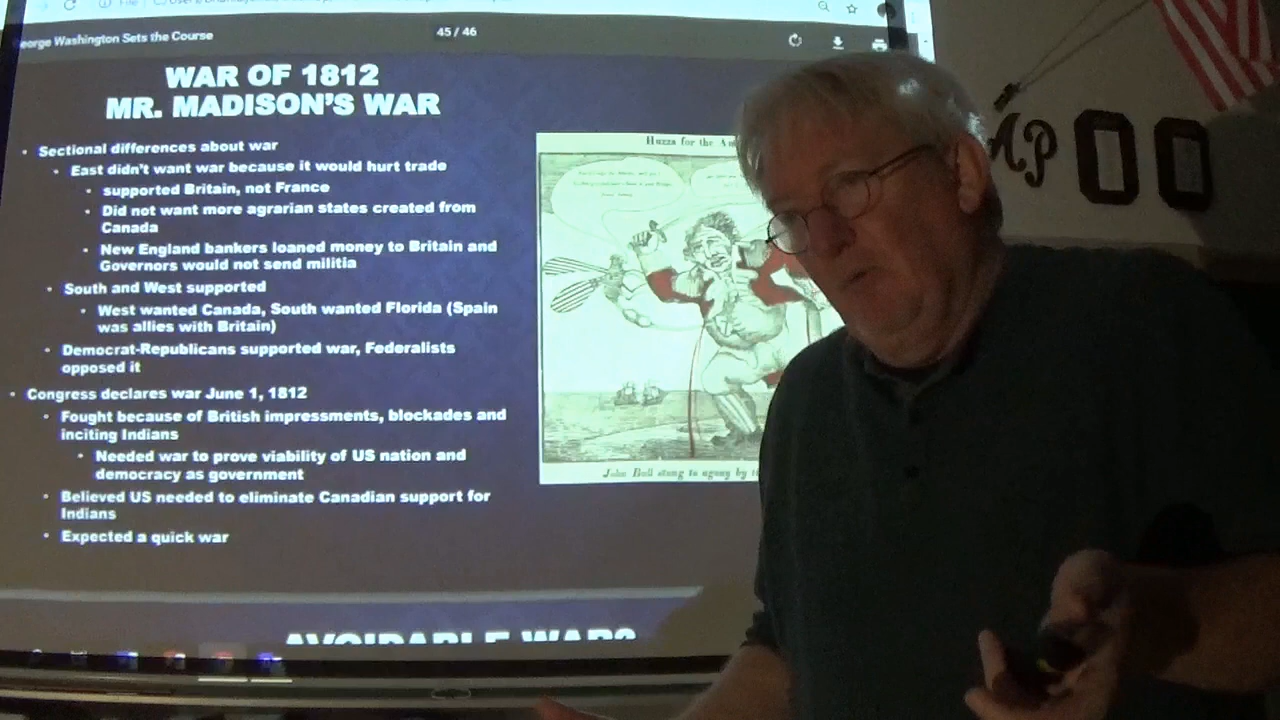 eorge Washington Sets the Course
45 / 46
WAR OF 1812
MR. MADISON'S WAR
Sectional differences about war
East didn't want war because it would hurt trade
supported Britain, not France
Did not want more agrarian states created from
Canada
New England bankers loaned money to Britain and
Governors would not send militia
South and West supported
West wanted Canada, South wanted Florida (Spain
was allies with Britain)
Democrat-Republicans supported war, Federalists
opposed it
Congress declares war June 1, 1812
Fought because of British impressments, blockades and
inciting Indians
Needed war to prove viability of US nation and
democracy as government
Believed US needed to eliminate Canadian support for
Indians
Expected a quick war
AVOIDABLE WAR?
Huzza for the Am
John Bull stung to agony by
AP